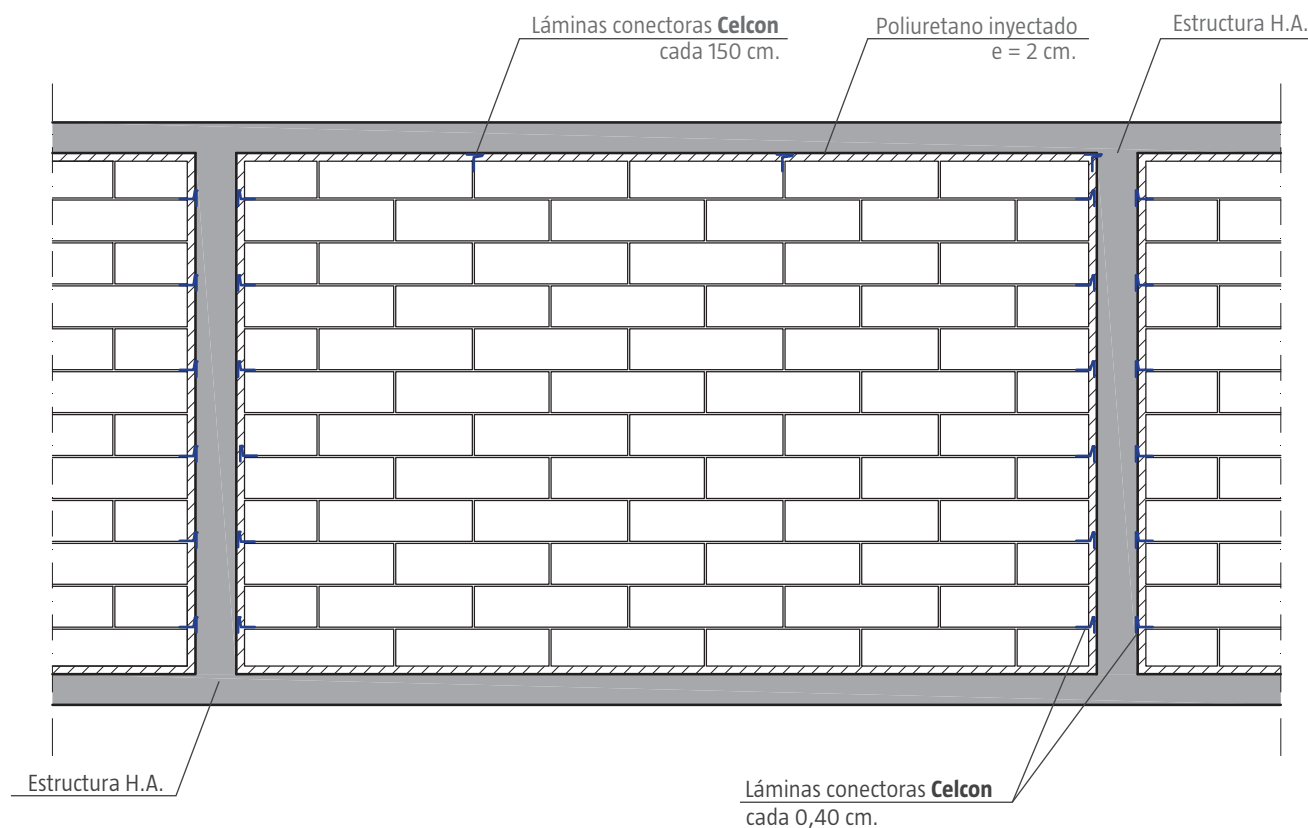 Láminas conectoras Celcon
cada 150 cm.
Poliuretano inyectado
e = 2 cm.
Estructura H.A.
Estructura H.A.
Láminas conectoras Celcon
cada 0,40 cm.